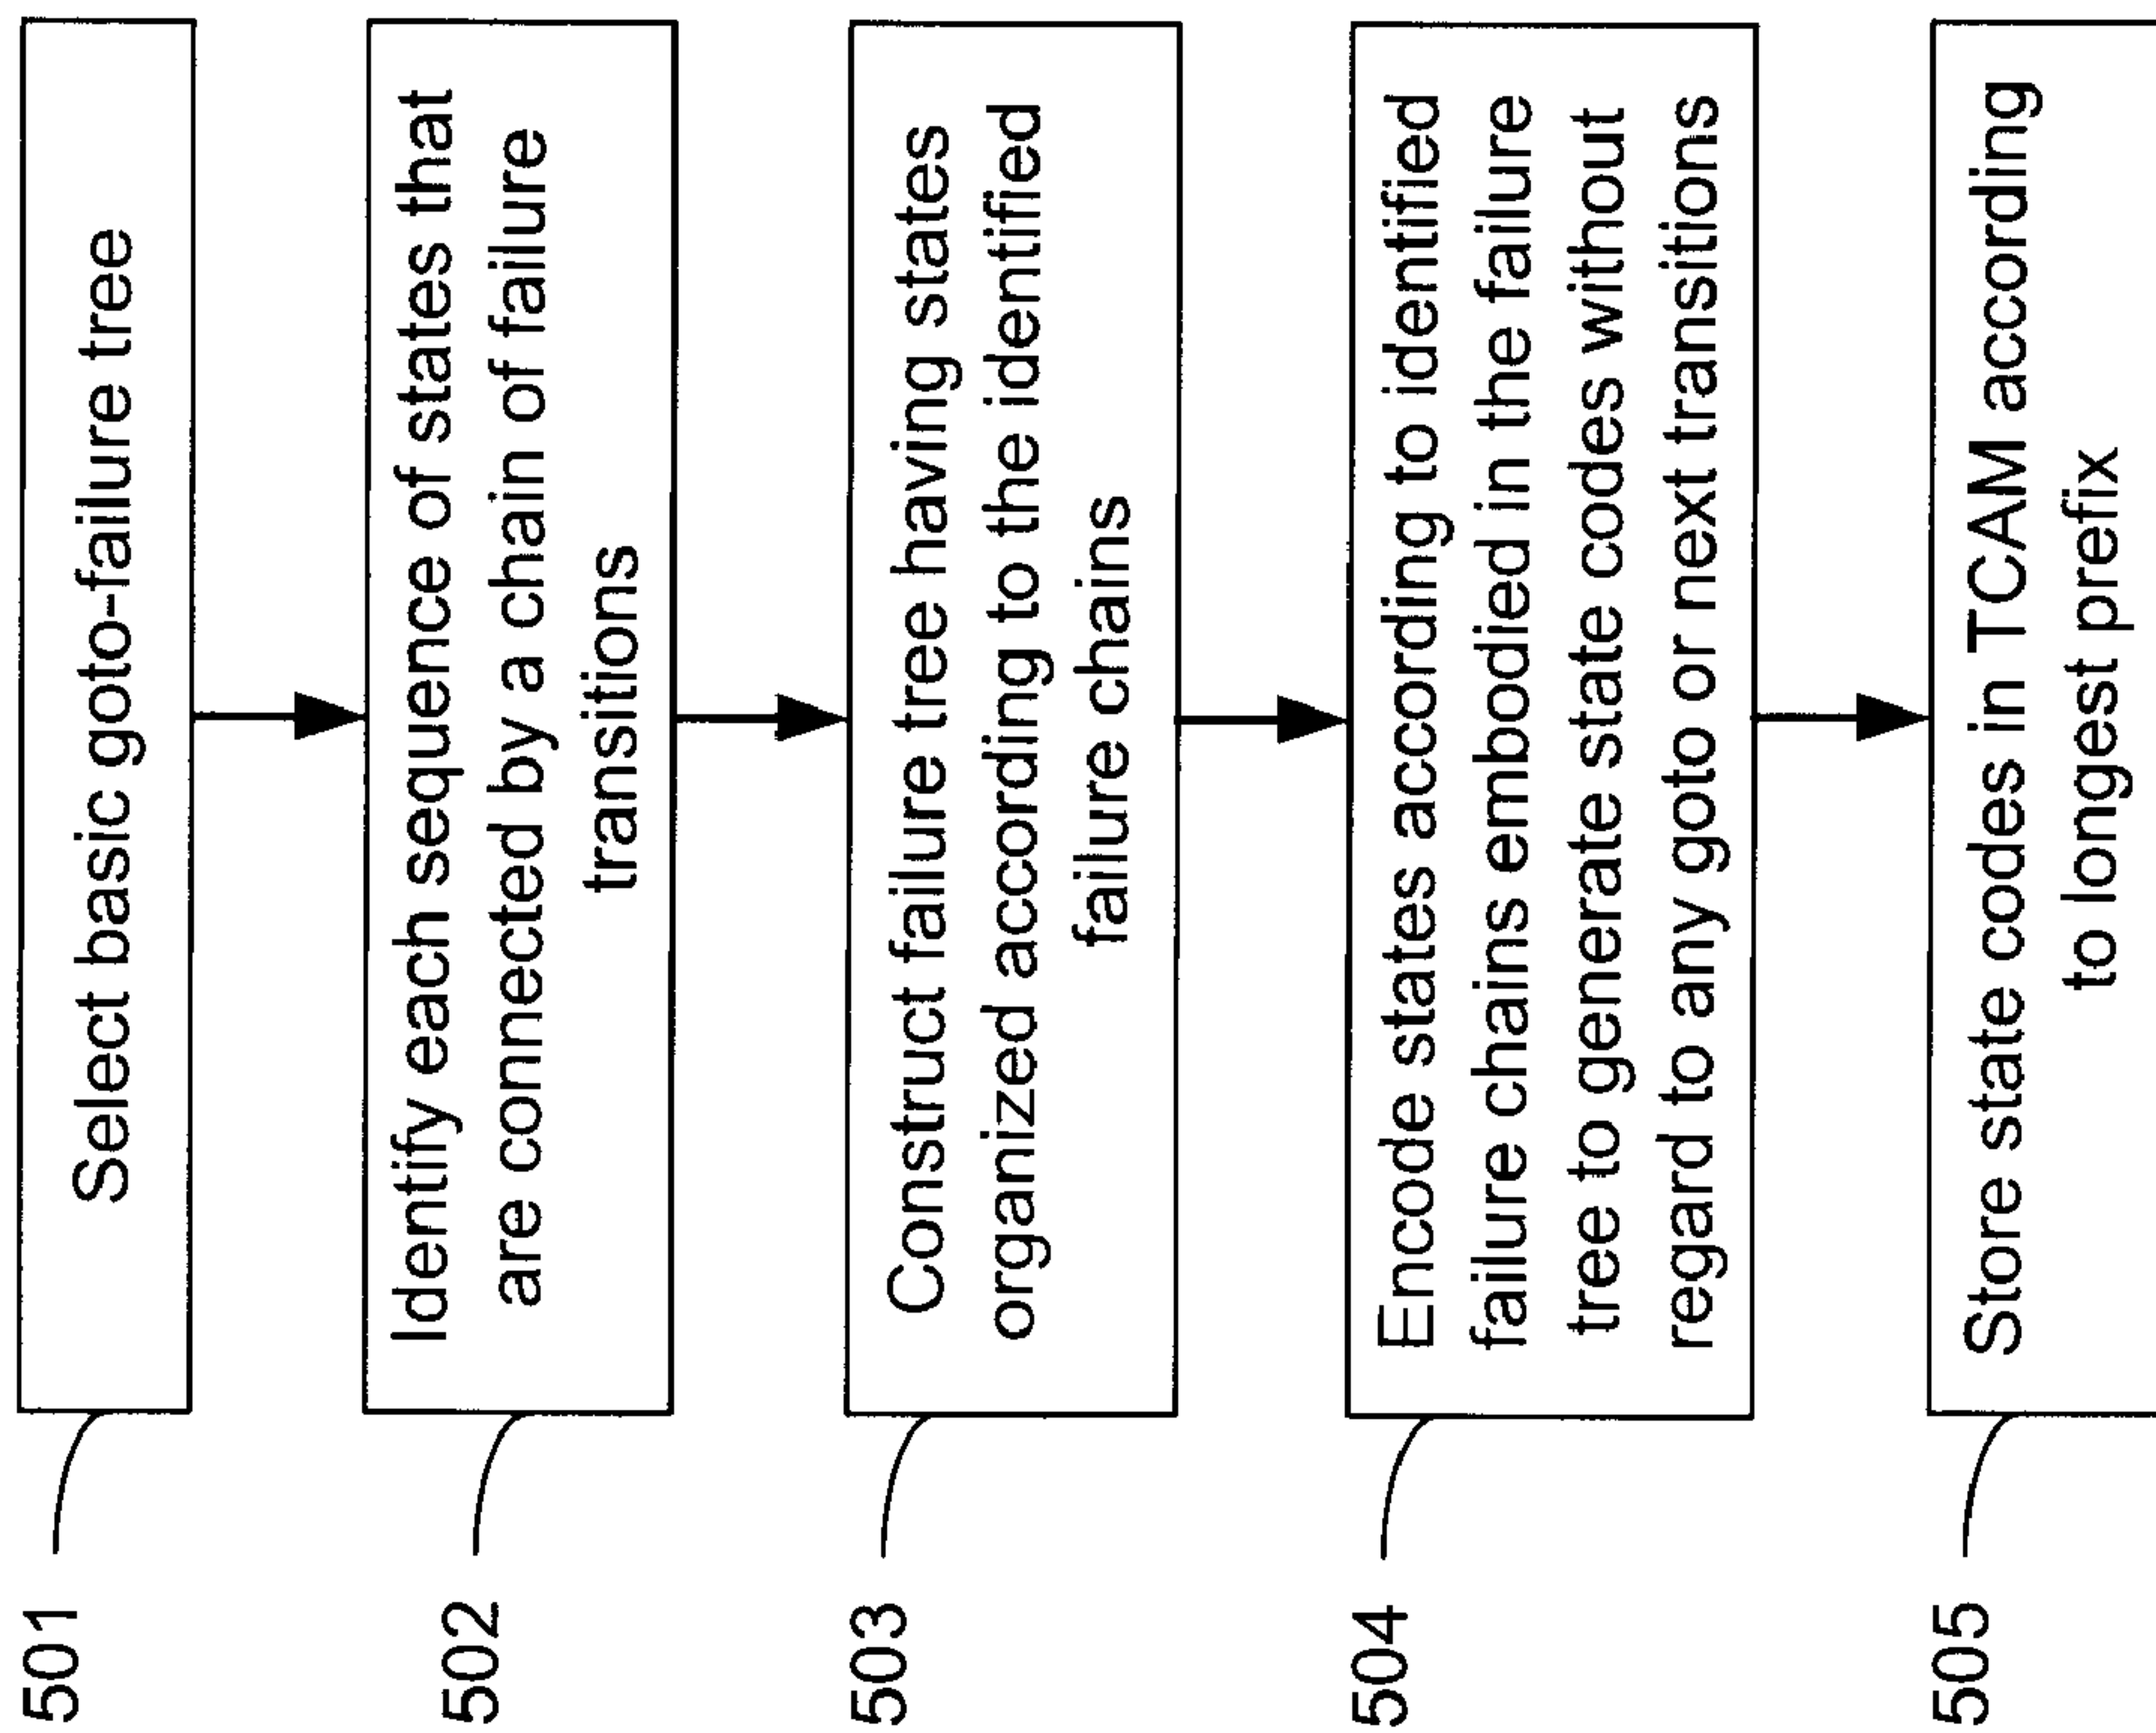 501
Select basic goto-failure tree
502
Identify each sequence of states that
are connected by a chain of failure
transitions
503
Construct failure tree having states
organized according to the identified
failure chains
504
Encode states according to identified
failure chains embodied in the failure
tree to generate state codes without
regard to any goto or next transitions
505
Store state codes in TCAM according
to longest prefix